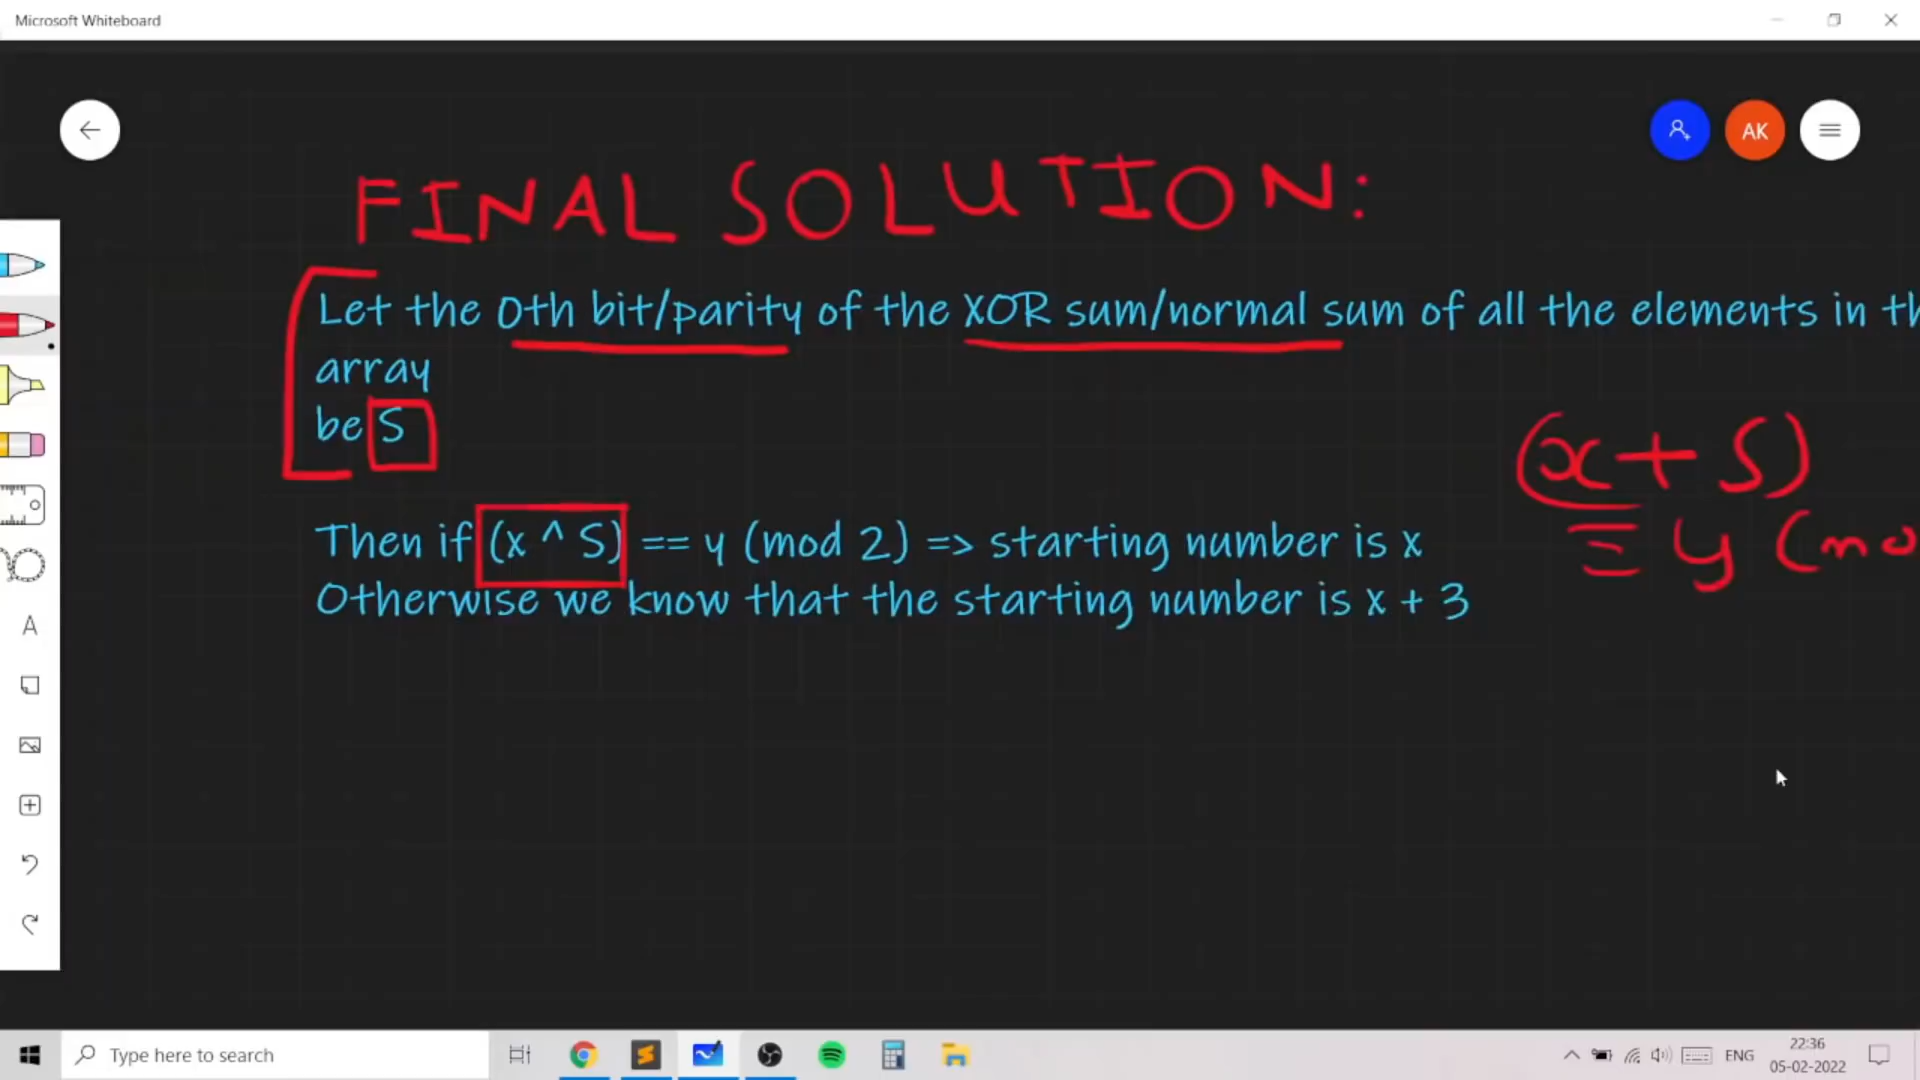 Microsoft Whiteboard
AK
FINAL SOLUTION:
Let the 0th bit/parity of the XOR sum/normal sum of all the elements in
array
be S
(x + S)
≡ y (mo
Then if (x ^ S) == y (mod 2) => starting number is x
Otherwise we know that the starting number is x + 3
A
Type here to search
ENG
22:36
05-02-2022